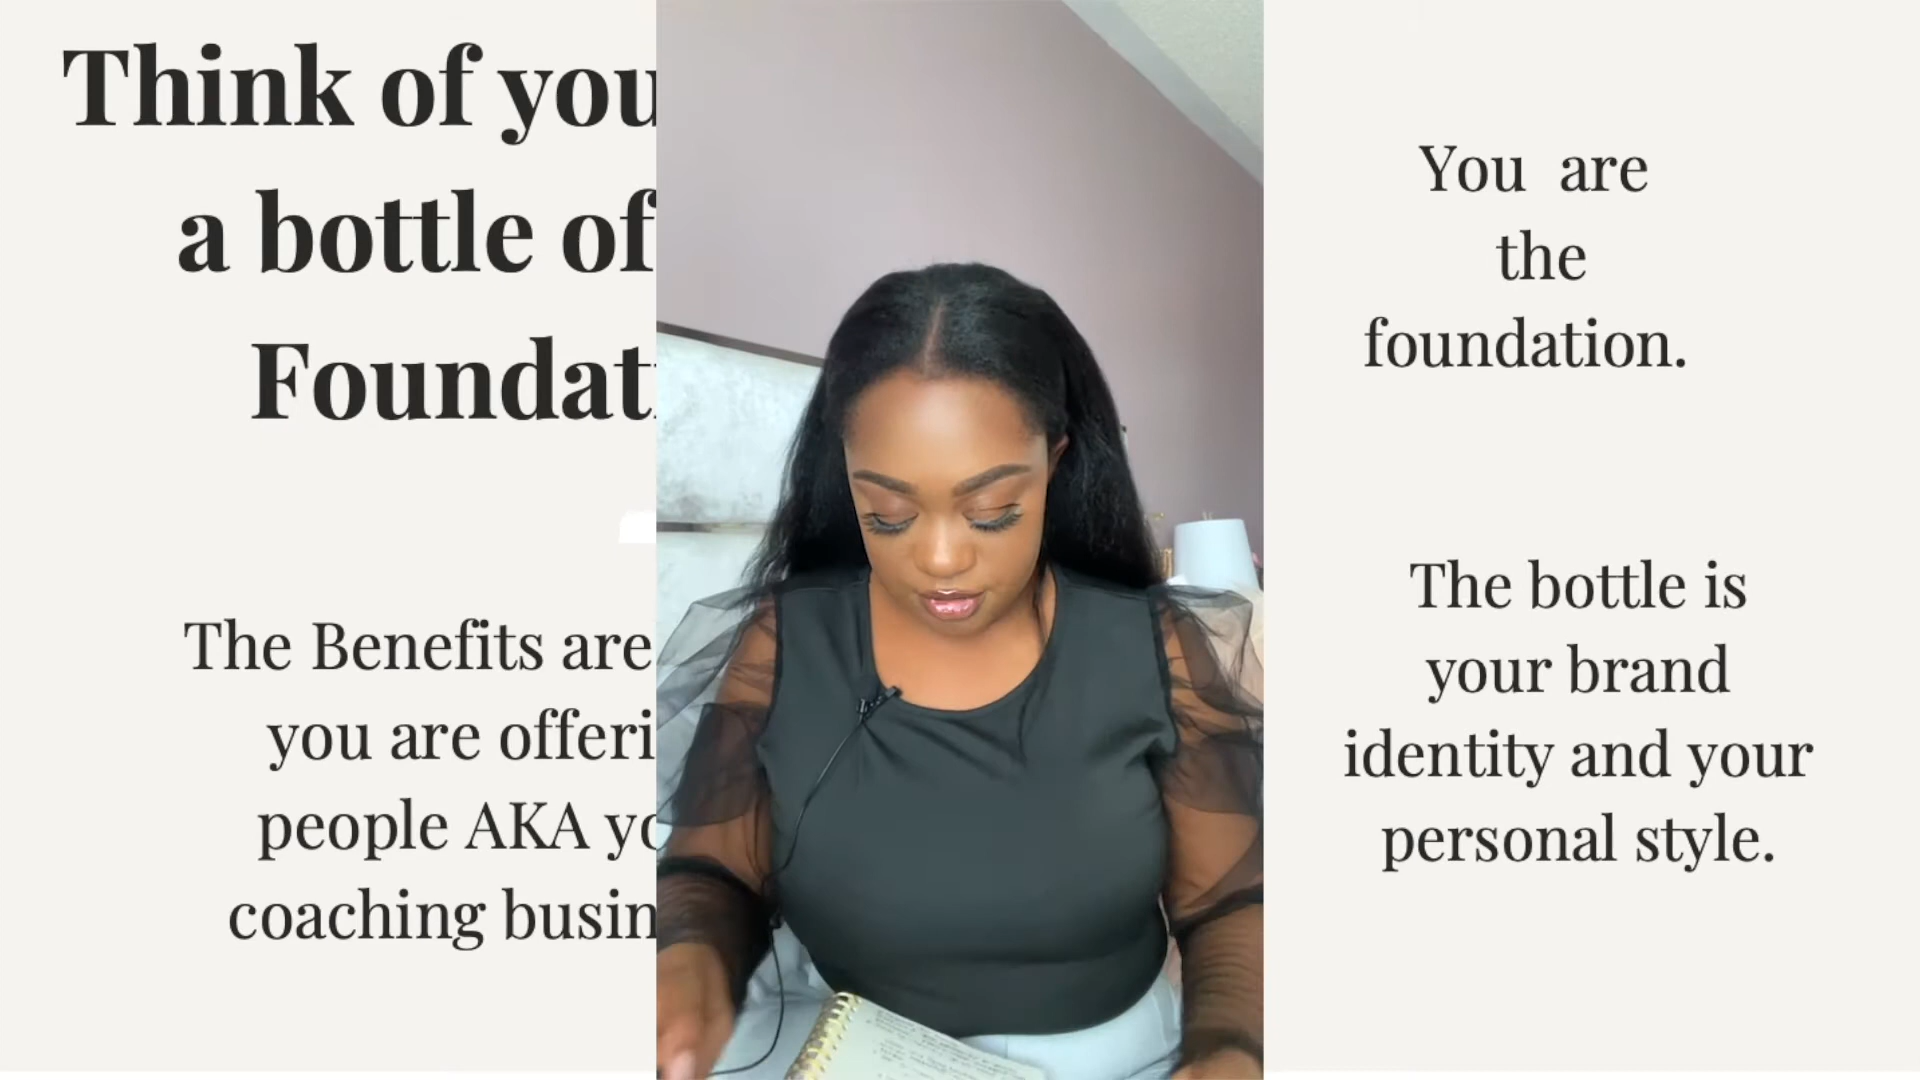 Think of you
a bottle of
Foundat
The Benefits are
you are offeri
people AKA yo
coaching busin
You are
the
foundation.
The bottle is
your brand
identity and your
personal style.